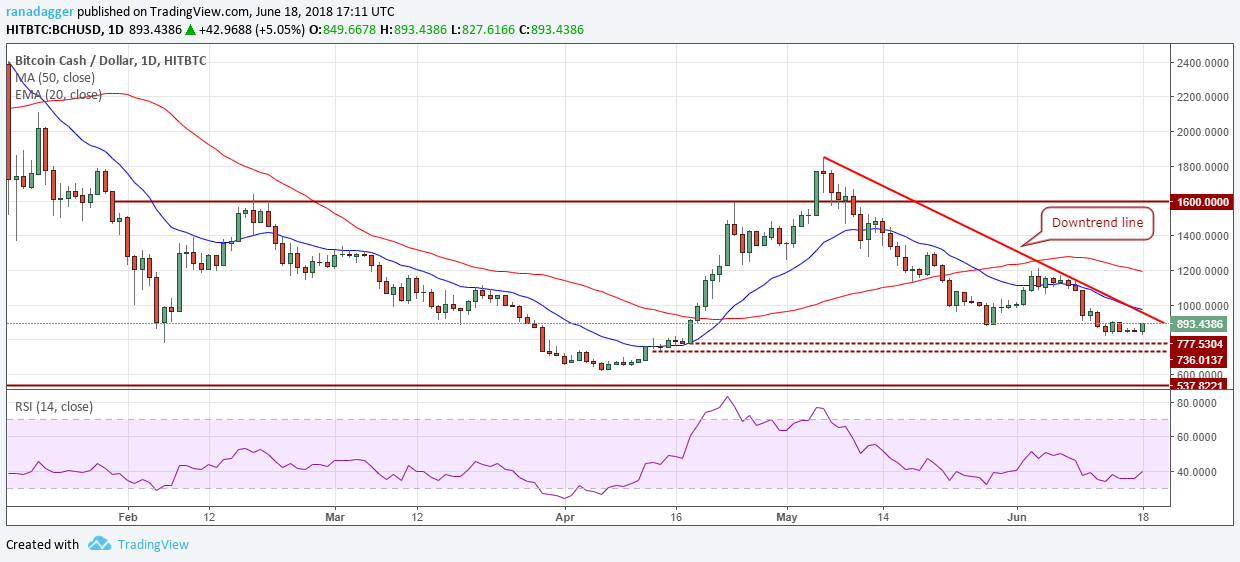 ranadagger published on TradingView.com, June 18, 2018 17:11 UTC
HITBTC:BCHUSD, 1D 893.4386 ▲ +42.9688 (+5.05%) O:849.6678 H:893.4386 L:827.6166 C:893.4386
Bitcoin Cash / Dollar, 1D, HITBTC
MA (50, close)
EMA (20, close)
2400.0000
2200.0000
2000.0000
1800.0000
1600.0000
Downtrend line
1400.0000
1200.0000
1000.0000
893.4386
777.5304
736.0137
600.0000
537.8221
RSI (14, close)
80.0000
60.0000
40.0000
Feb 12 Mar 12 Apr 16 May 14 Jun 18
Created with TradingView